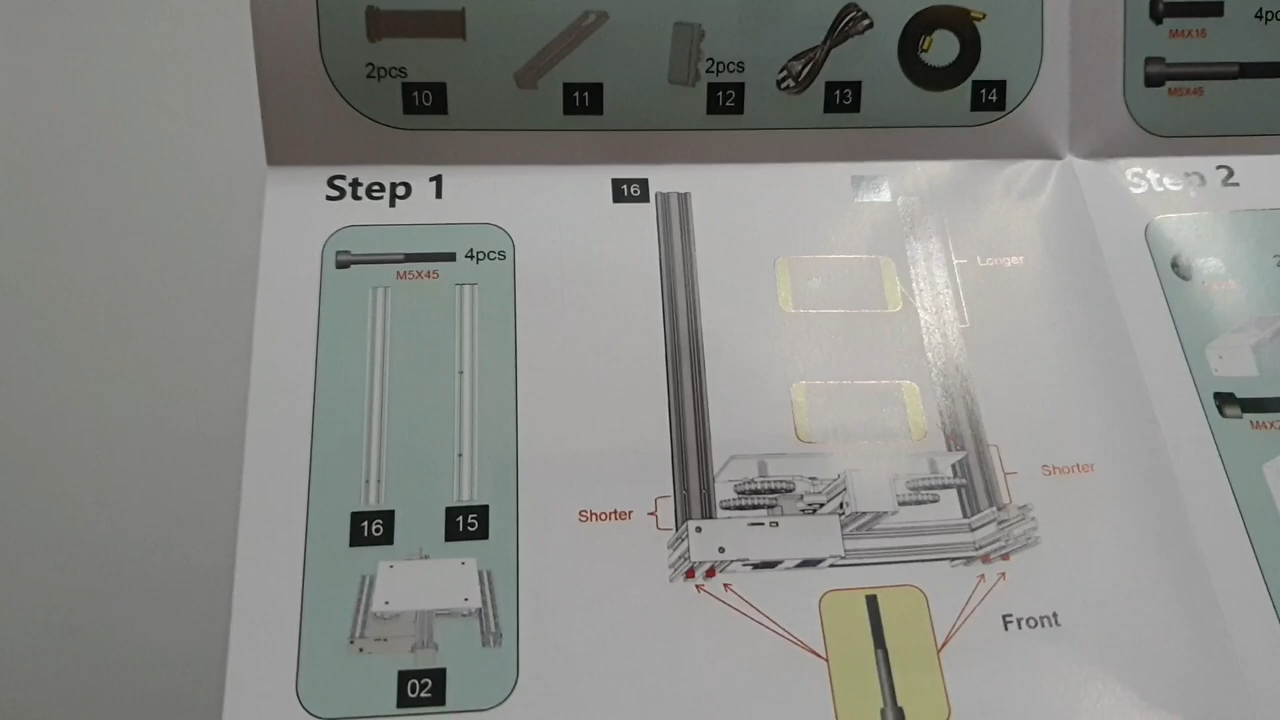 2pcs
10
11
2pcs
12
13
14
4pc
M4X16
M5X45
Step 1
16
Step 2
4pcs
M5X45
Longer
16
15
Shorter
Shorter
02
Front